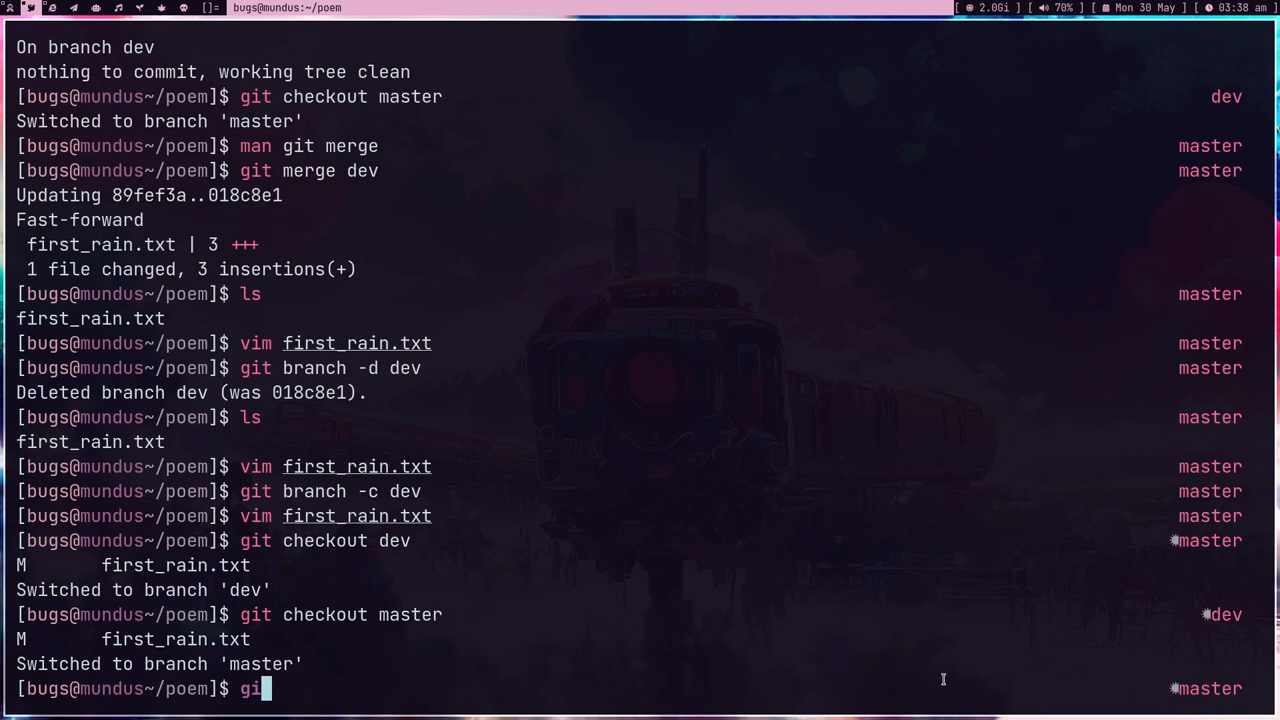 []= bugs@mundus:~/poem [ 2.0Gi ] [ 70% ] [ Mon 30 May ] [ 03:38 am ]
On branch dev
nothing to commit, working tree clean
[bugs@mundus~/poem]$ git checkout master dev
Switched to branch 'master'
[bugs@mundus~/poem]$ man git merge master
[bugs@mundus~/poem]$ git merge dev master
Updating 89fef3a..018c8e1
Fast-forward
first_rain.txt | 3 +++
1 file changed, 3 insertions(+)
[bugs@mundus~/poem]$ ls master
first_rain.txt
[bugs@mundus~/poem]$ vim first_rain.txt master
[bugs@mundus~/poem]$ git branch -d dev master
Deleted branch dev (was 018c8e1).
[bugs@mundus~/poem]$ ls master
first_rain.txt
[bugs@mundus~/poem]$ vim first_rain.txt master
[bugs@mundus~/poem]$ git branch -c dev master
[bugs@mundus~/poem]$ vim first_rain.txt master
[bugs@mundus~/poem]$ git checkout dev ✹master
M first_rain.txt
Switched to branch 'dev'
[bugs@mundus~/poem]$ git checkout master ✹dev
M first_rain.txt
Switched to branch 'master'
[bugs@mundus~/poem]$ gi ✹master